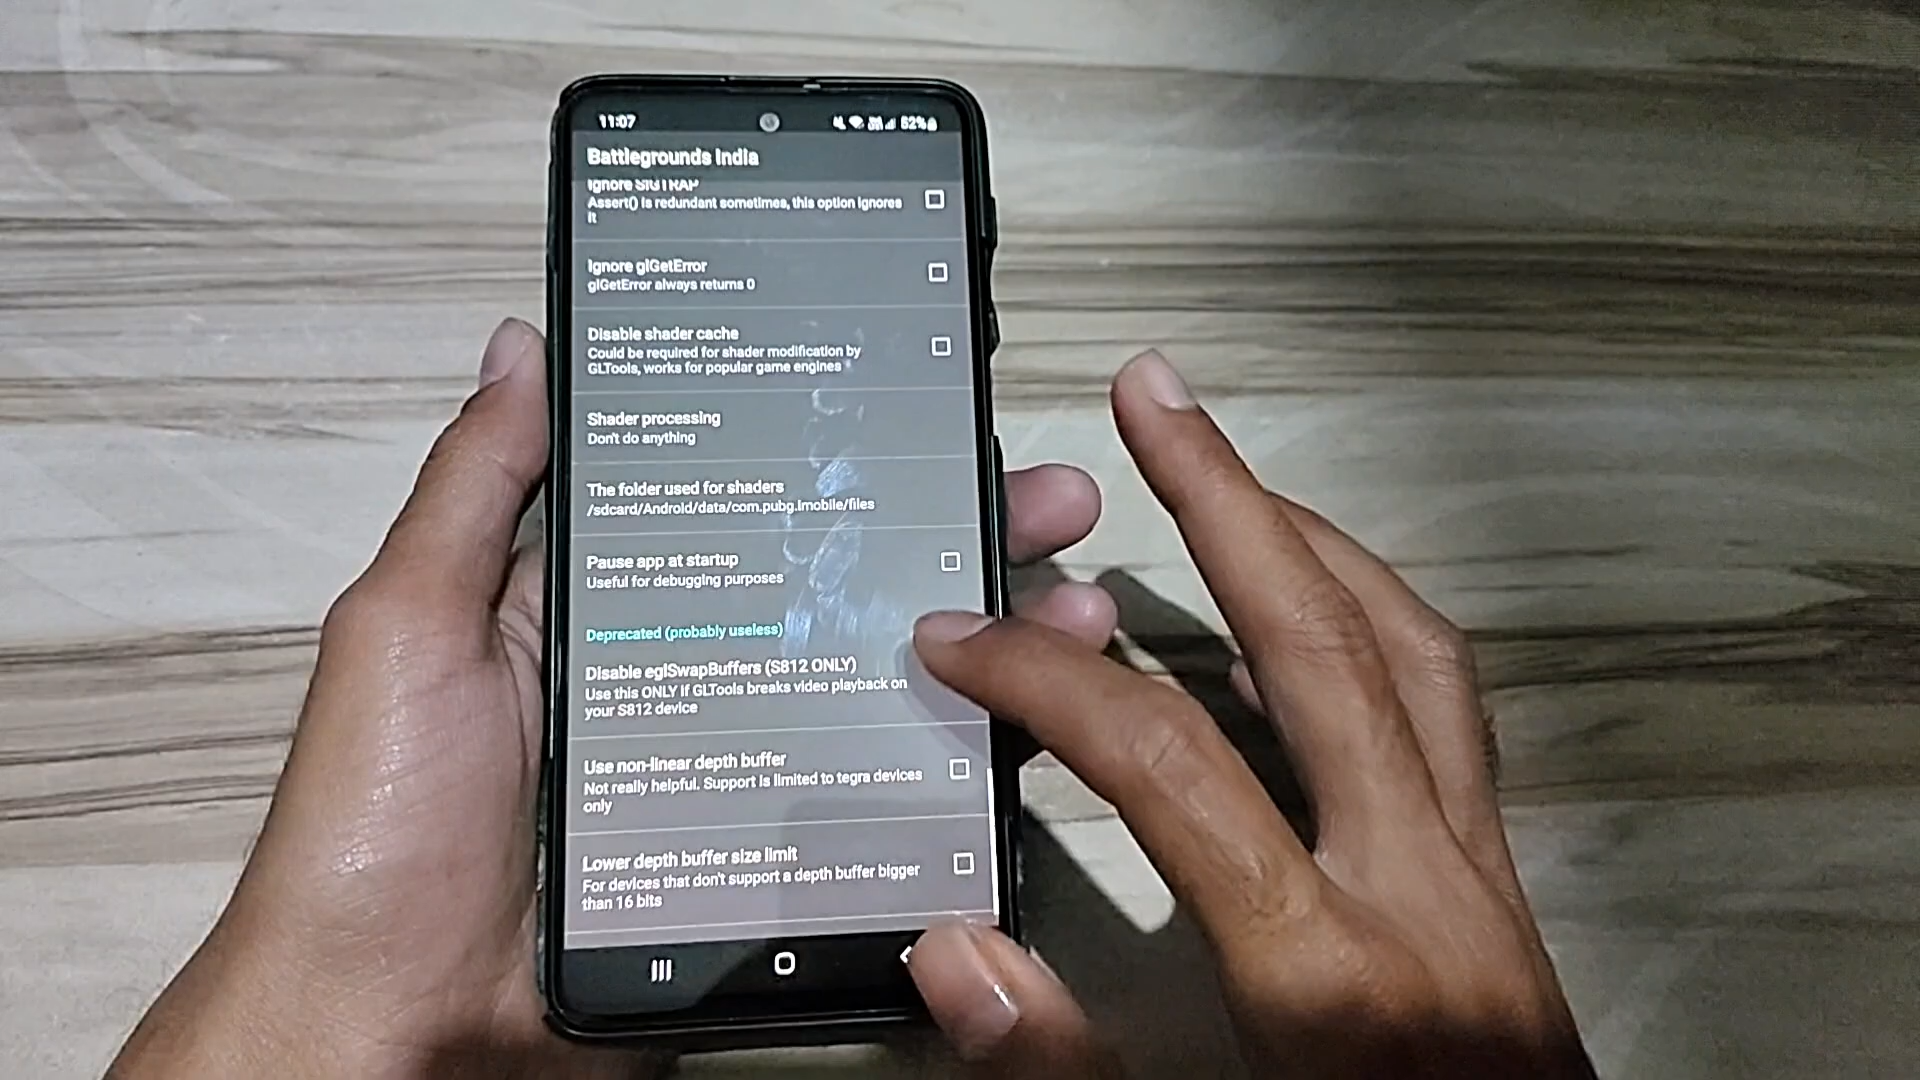 11:07
52%
Battlegrounds India
Ignore SIGTRAP
Assert() is redundant sometimes, this option ignores
it
Ignore glGetError
glGetError always returns 0
Disable shader cache
Could be required for shader modification by
GLTools, works for popular game engines
Shader processing
Don't do anything
The folder used for shaders
/sdcard/Android/data/com.pubg.imobile/files
Pause app at startup
Useful for debugging purposes
Deprecated (probably useless)
Disable eglSwapBuffers (S812 ONLY)
Use this ONLY if GLTools breaks video playback on
your S812 device
Use non-linear depth buffer
Not really helpful. Support is limited to tegra devices
only
Lower depth buffer size limit
For devices that don't support a depth buffer bigger
than 16 bits